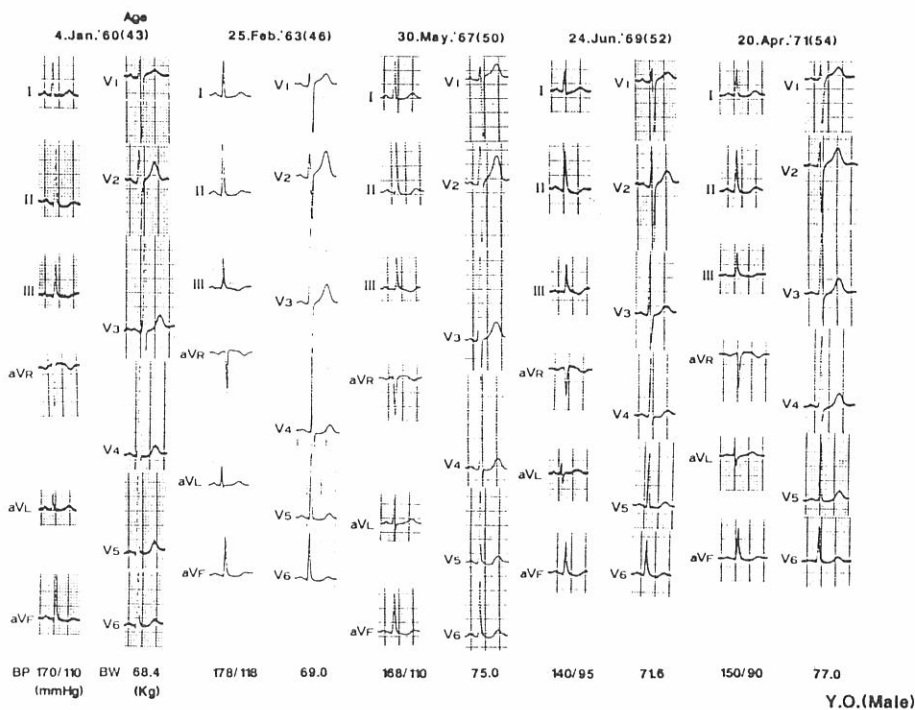 Age
4.Jan.'60(43) 25.Feb.'63(46) 30.May.'67(50) 24.Jun.'69(52) 20.Apr.'71(54)
I V1 I V1 I V1 I V1 I V1
II V2 II V2 II V2 II V2 II V2
III V3 III V3 III V3 III V3 III V3
aVR V4 aVR V4 aVR V4 aVR V4 aVR V4
aVL V5 aVL V5 aVL V5 aVL V5 aVL V5
aVF V6 aVF V6 aVF V6 aVF V6 aVF V6
BP 170/110 BW 68.4 178/118 69.0 168/110 75.0 140/95 71.6 150/90 77.0
(mmHg) (Kg)
Y.O.(Male)